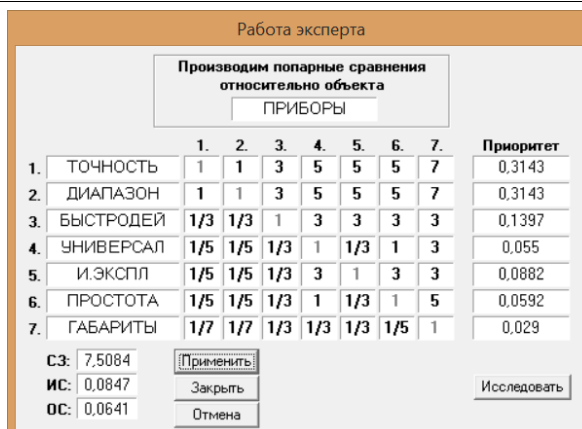 Работа эксперта
Производим попарные сравнения
относительно объекта
ПРИБОРЫ
1. 2. 3. 4. 5. 6. 7. Приоритет
1. ТОЧНОСТЬ 1 1 3 5 5 5 7 0,3143
2. ДИАПАЗОН 1 1 3 5 5 5 7 0,3143
3. БЫСТРОДЕЙ 1/3 1/3 1 3 3 3 3 0,1397
4. УНИВЕРСАЛ 1/5 1/5 1/3 1 1/3 1 3 0,055
5. И.ЭКСПЛ 1/5 1/5 1/3 3 1 3 3 0,0882
6. ПРОСТОТА 1/5 1/5 1/3 1 1/3 1 5 0,0592
7. ГАБАРИТЫ 1/7 1/7 1/3 1/3 1/3 1/5 1 0,029
СЗ: 7,5084 Применить
ИС: 0,0847 Закрыть Исследовать
ОС: 0,0641 Отмена